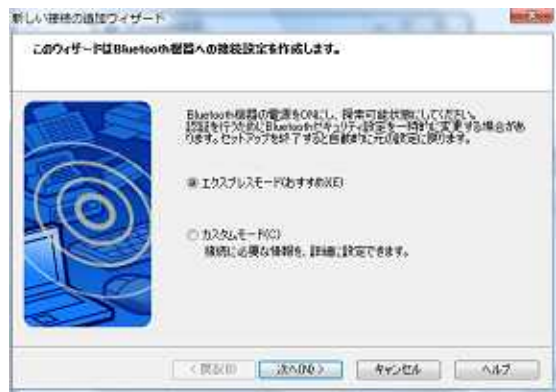 新しい接続の追加ウィザード
このウィザードはBluetooth機器への接続設定を作成します。
Bluetooth機器の電源をONにし、探索可能状態にしてください。
認証を行うためにBluetoothセキュリティ設定を一時的に変更する場合があ
ります。セットアップを終了すると自動的に元の設定に戻ります。
エクスプレスモード(おすすめ)(E)
カスタムモード(C)
接続に必要な情報を、詳細に設定できます。
< 戻る(B)
次へ(N) >
キャンセル
ヘルプ